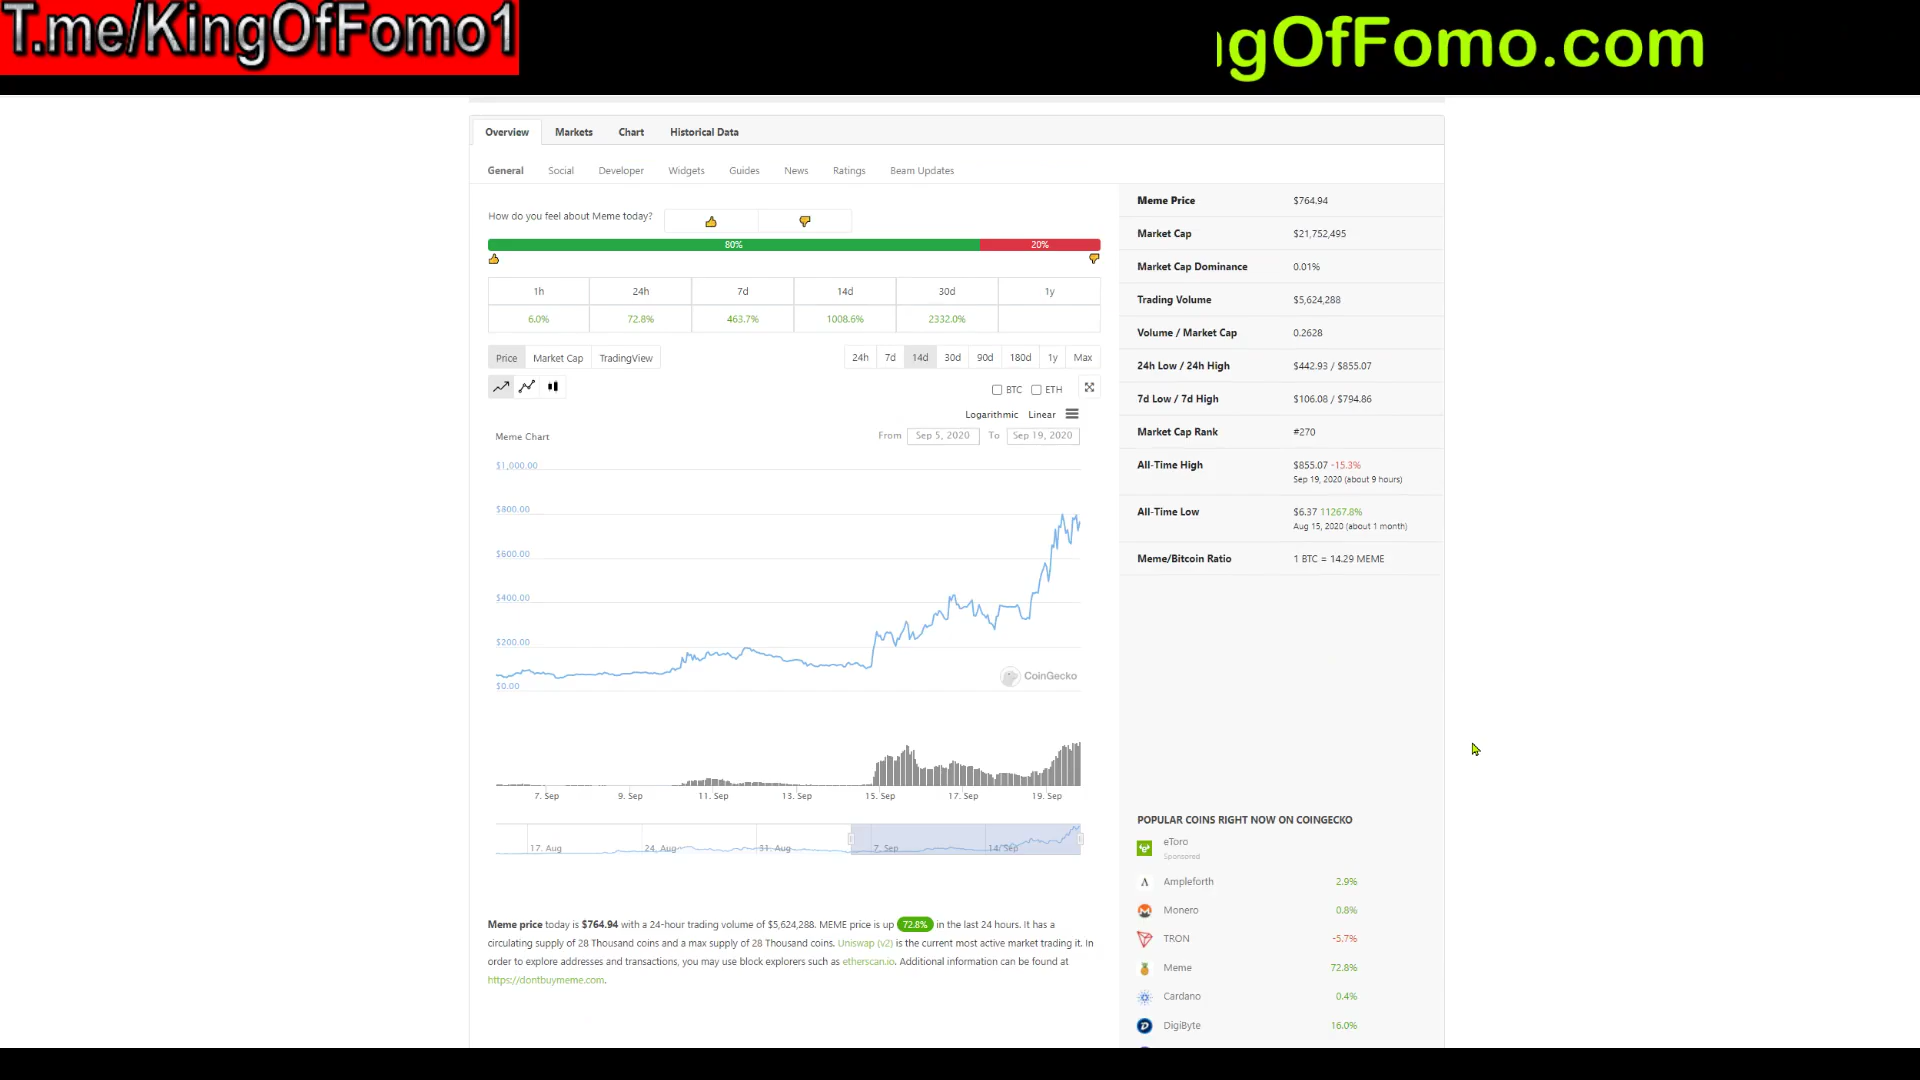 T.me/KingOfFomo1
ngOfFomo.com
Overview Markets Chart Historical Data
General Social Developer Widgets Guides News Ratings Beam Updates
How do you feel about Meme today?
80% 20%
1h 24h 7d 14d 30d 1y
6.0% 72.8% 463.7% 1008.6% 2332.0%
Price Market Cap TradingView
24h 7d 14d 30d 90d 180d 1y Max
BTC ETH
Logarithmic Linear
Meme Chart
From Sep 5, 2020 To Sep 19, 2020
$1,000.00
$800.00
$600.00
$400.00
$200.00
$0.00
CoinGecko
7. Sep 9. Sep 11. Sep 13. Sep 15. Sep 17. Sep 19. Sep
17. Aug 24. Aug 31. Aug 7. Sep 14. Sep
Meme price today is $764.94 with a 24-hour trading volume of $5,624,288. MEME price is up 72.8% in the last 24 hours. It has a
circulating supply of 28 Thousand coins and a max supply of 28 Thousand coins. Uniswap (v2) is the current most active market trading it. In
order to explore addresses and transactions, you may use block explorers such as etherscan.io. Additional information can be found at
https://dontbuymeme.com.
Meme Price $764.94
Market Cap $21,752,495
Market Cap Dominance 0.01%
Trading Volume $5,624,288
Volume / Market Cap 0.2628
24h Low / 24h High $442.93 / $855.07
7d Low / 7d High $106.08 / $794.86
Market Cap Rank #270
All-Time High $855.07 -15.3%
Sep 19, 2020 (about 9 hours)
All-Time Low $6.37 11267.8%
Aug 15, 2020 (about 1 month)
Meme/Bitcoin Ratio 1 BTC = 14.29 MEME
POPULAR COINS RIGHT NOW ON COINGECKO
eToro
Sponsored
Ampleforth 2.9%
Monero 0.8%
TRON -5.7%
Meme 72.8%
Cardano 0.4%
DigiByte 16.0%